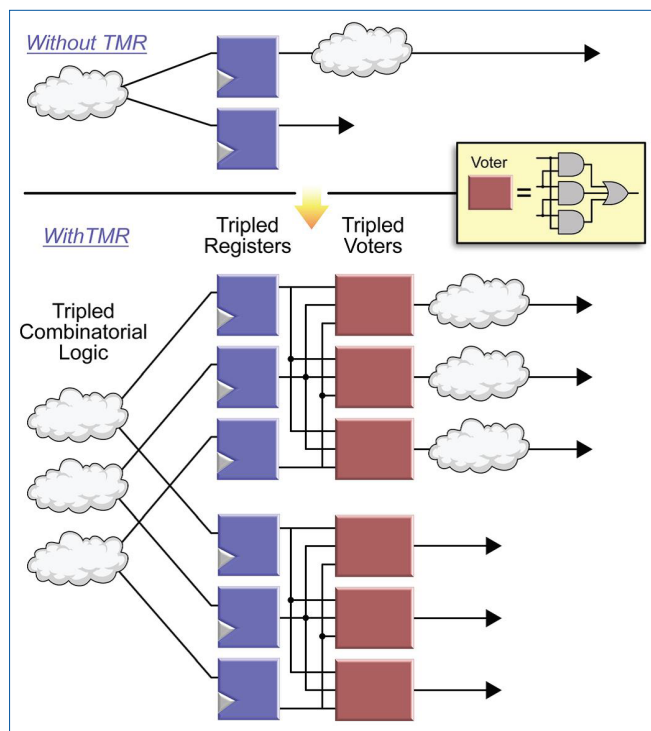 Without TMR
Voter
=
WithTMR
Tripled
Registers
Tripled
Voters
Tripled
Combinatorial
Logic